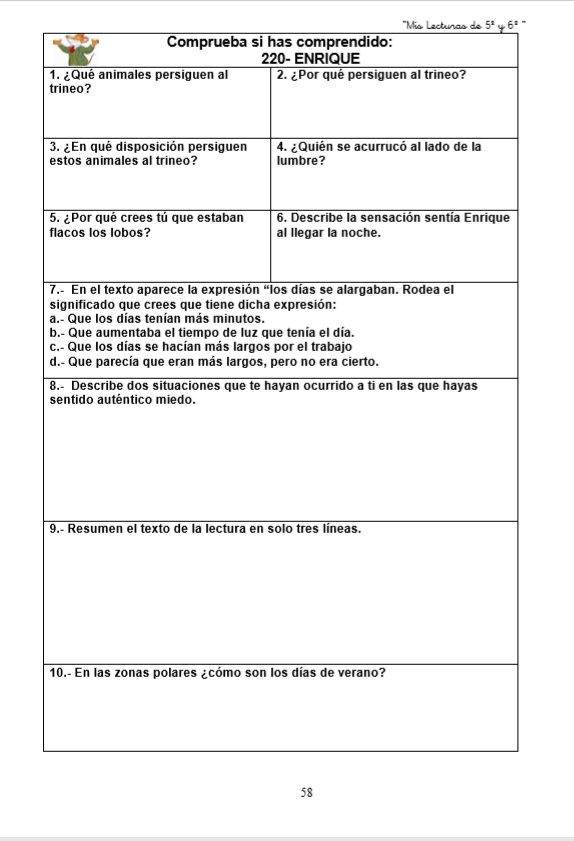 "Mis Lecturas de 5º y 6º "
Comprueba si has comprendido:
220- ENRIQUE
1. ¿Qué animales persiguen al
trineo?
2. ¿Por qué persiguen al trineo?
3. ¿En qué disposición persiguen
estos animales al trineo?
4. ¿Quién se acurrucó al lado de la
lumbre?
5. ¿Por qué crees tú que estaban
flacos los lobos?
6. Describe la sensación sentía Enrique
al llegar la noche.
7.- En el texto aparece la expresión “los días se alargaban. Rodea el
significado que crees que tiene dicha expresión:
a.- Que los días tenían más minutos.
b.- Que aumentaba el tiempo de luz que tenía el día.
c.- Que los días se hacían más largos por el trabajo
d.- Que parecía que eran más largos, pero no era cierto.
8.- Describe dos situaciones que te hayan ocurrido a ti en las que hayas
sentido auténtico miedo.
9.- Resumen el texto de la lectura en solo tres líneas.
10.- En las zonas polares ¿cómo son los días de verano?
58